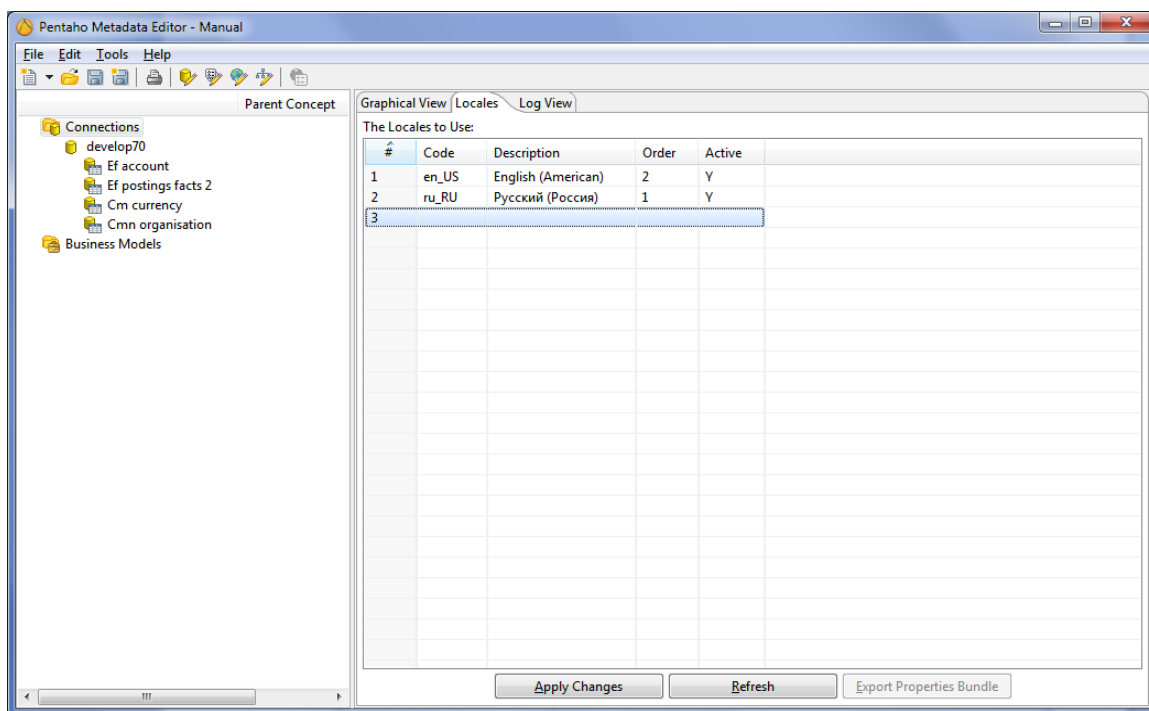 Pentaho Metadata Editor - Manual
File Edit Tools Help
Parent Concept
Connections
develop70
Ef account
Ef postings facts 2
Cm currency
Cmn organisation
Business Models
Graphical View Locales Log View
The Locales to Use:
# Code Description Order Active
1 en_US English (American) 2 Y
2 ru_RU Русский (Россия) 1 Y
3
Apply Changes Refresh Export Properties Bundle